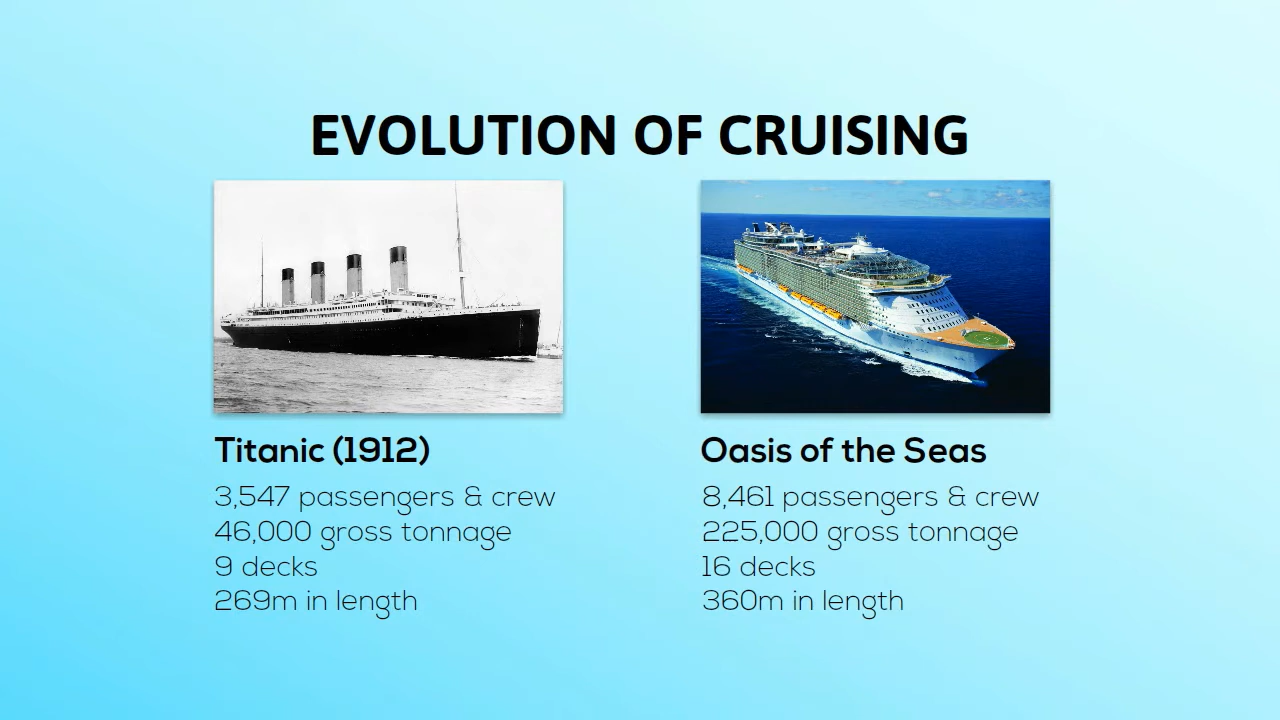 EVOLUTION OF CRUISING
Titanic (1912)
3,547 passengers & crew
46,000 gross tonnage
9 decks
269m in length
Oasis of the Seas
8,461 passengers & crew
225,000 gross tonnage
16 decks
360m in length